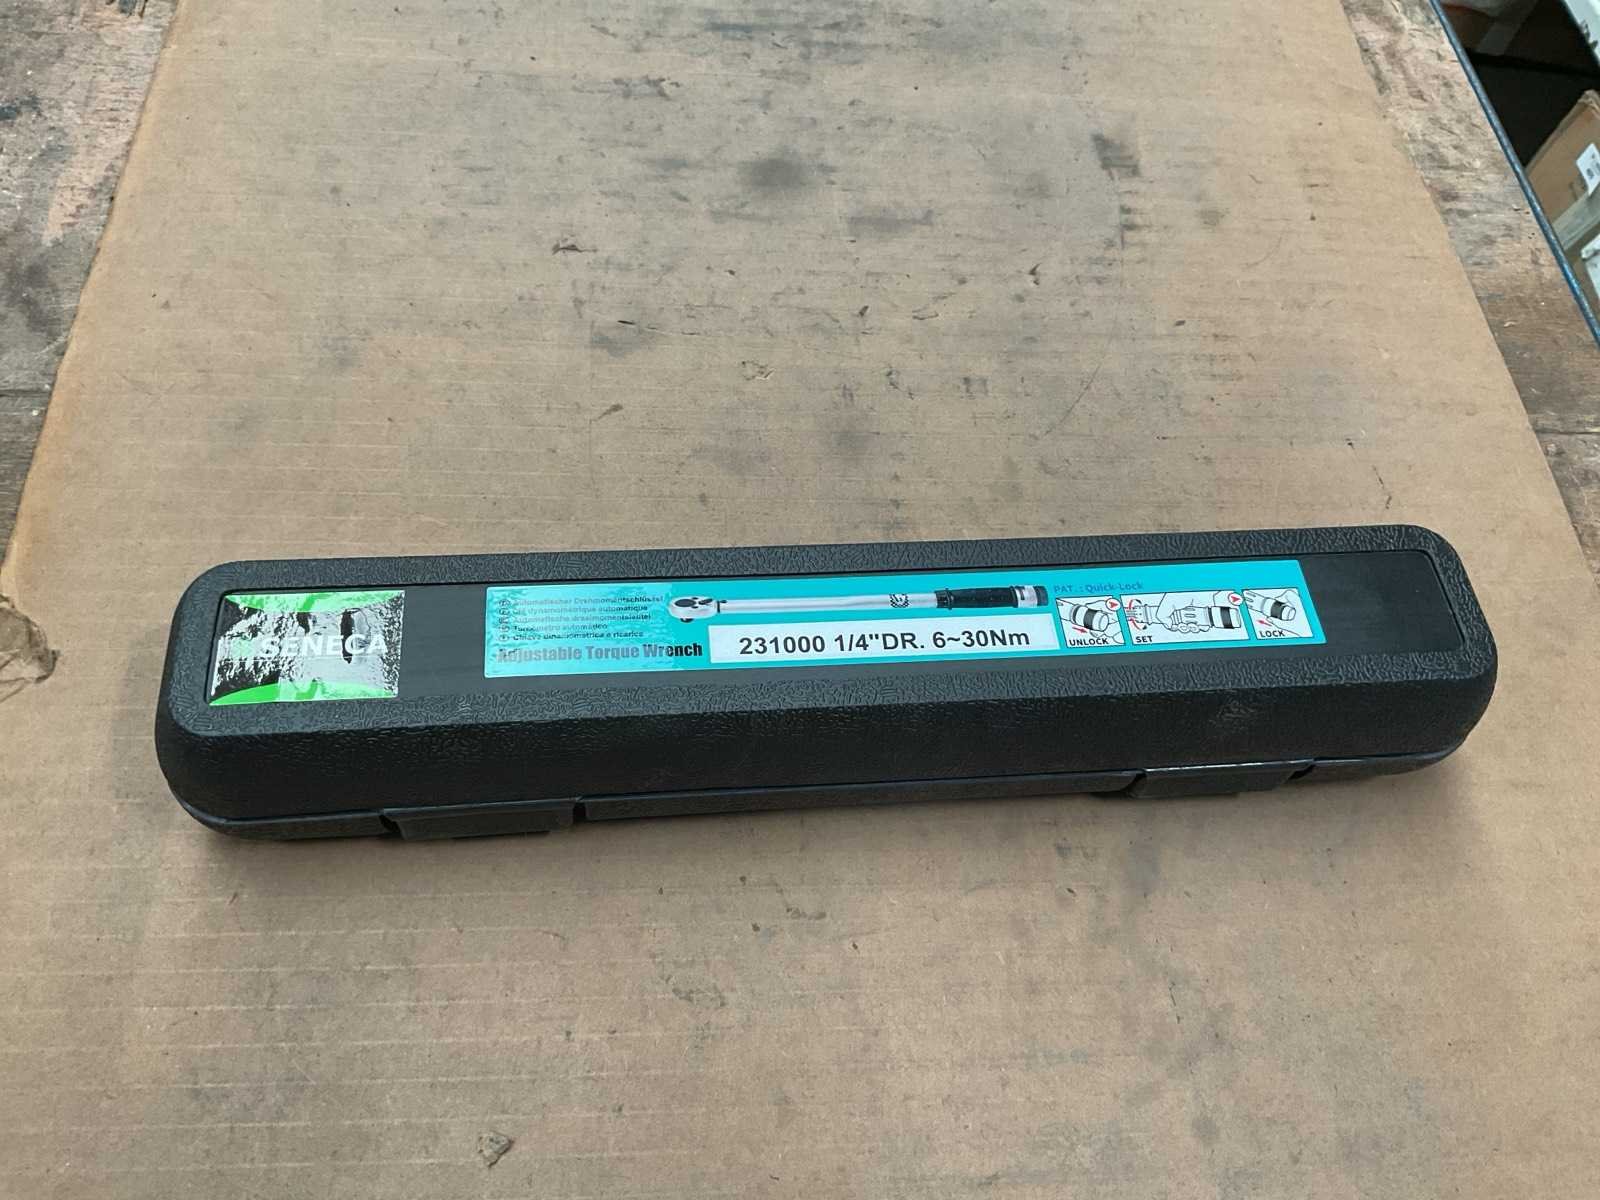 SENECA
Automatischer Drehmomentschlüssel
Clé dynamométrique automatique
Automatische draaimomentsleutel
Torquímetro automático
Chiave dinamometrica e ricarico
Adjustable Torque Wrench
231000 1/4"DR. 6~30Nm
PAT.: Quick-Lock
UNLOCK
SET
LOCK